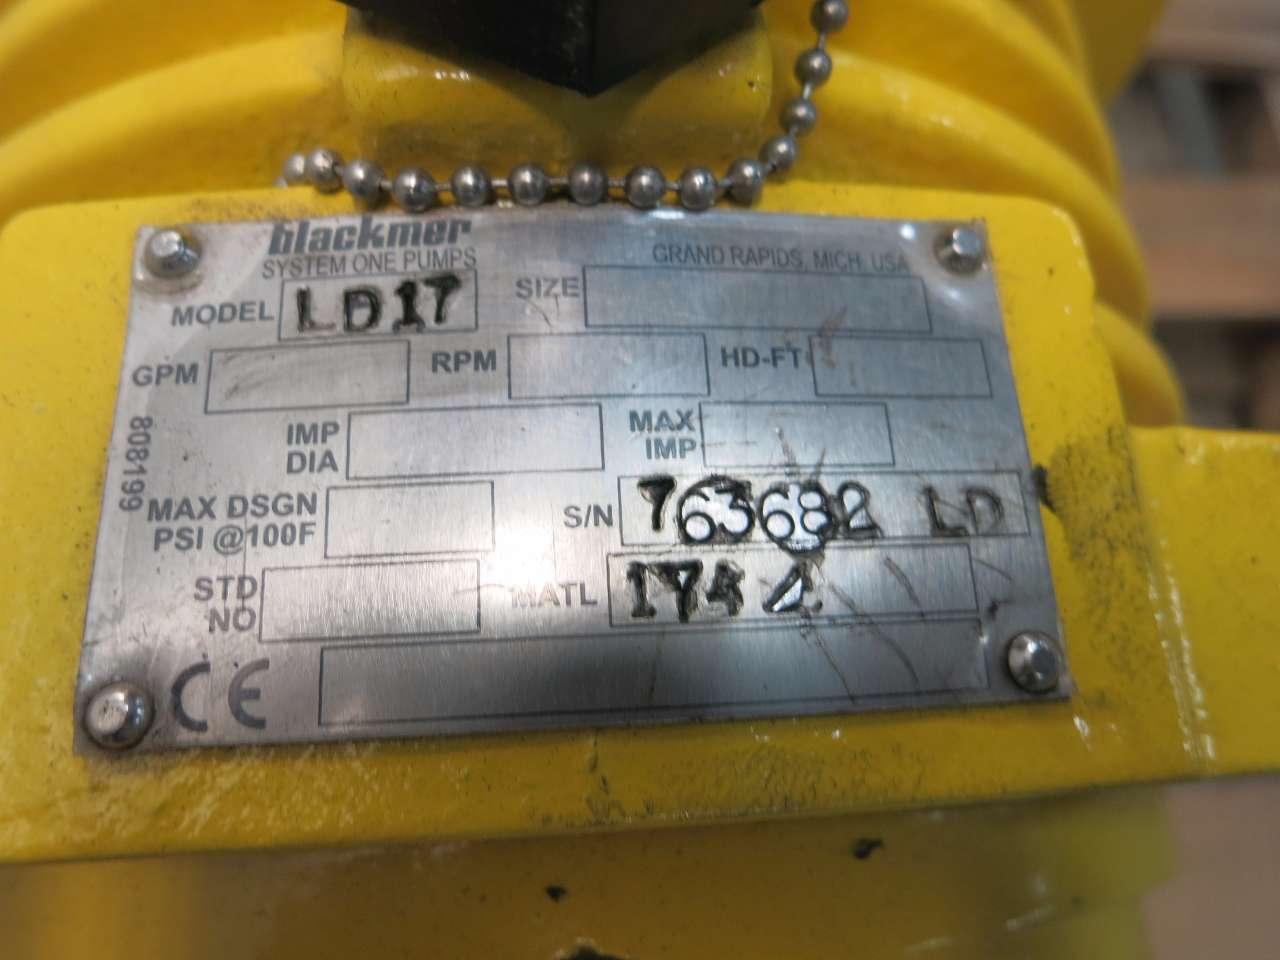 blackmer
SYSTEM ONE PUMPS GRAND RAPIDS, MICH. USA
MODEL LD17 SIZE
GPM RPM HD-FT
IMP DIA MAX IMP
808199
MAX DSGN PSI @100F S/N 763682 LD
STD NO MATL
CE